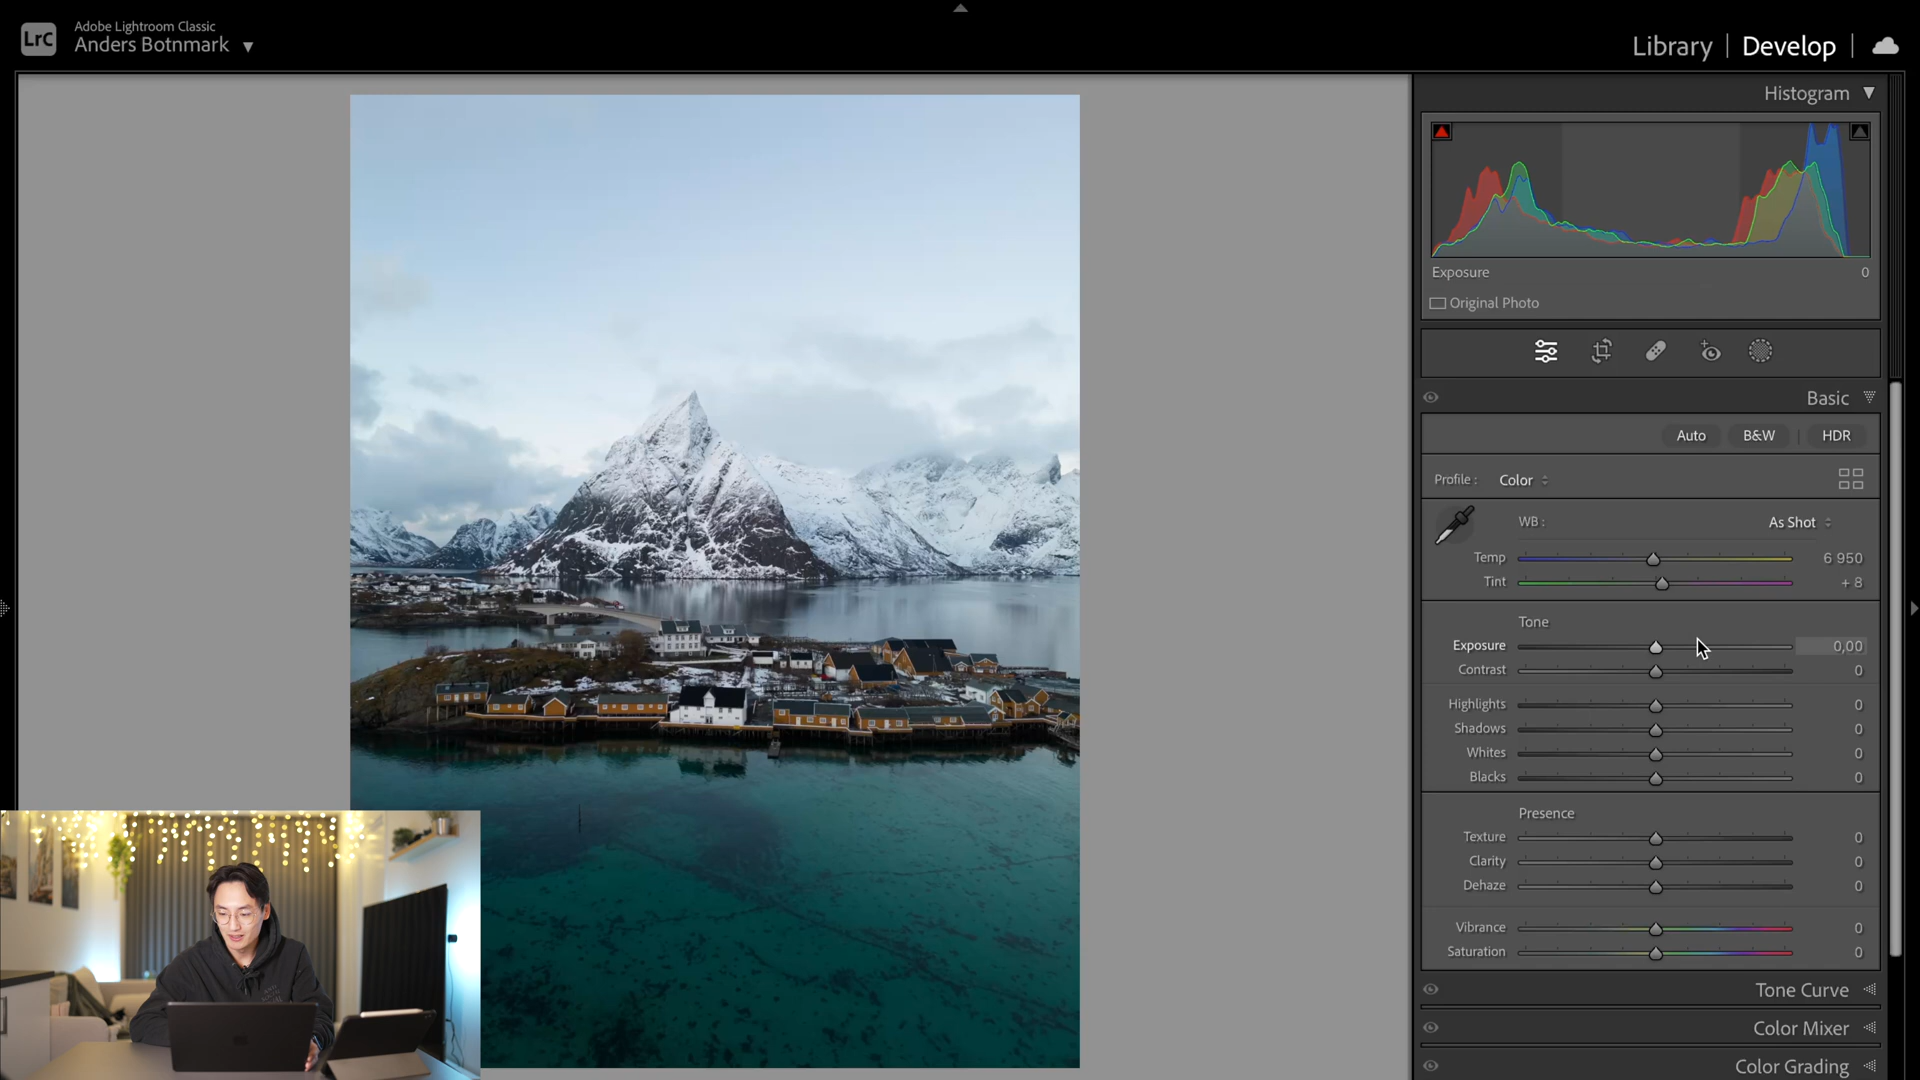 LrC
Adobe Lightroom Classic
Anders Botnmark
Library | Develop |
Histogram
Exposure 0
Original Photo
Basic
Auto B&W | HDR
Profile : Color
WB : As Shot
Temp 6 950
Tint + 8
Tone
Exposure 0,00
Contrast 0
Highlights 0
Shadows 0
Whites 0
Blacks 0
Presence
Texture 0
Clarity 0
Dehaze 0
Vibrance 0
Saturation 0
Tone Curve
Color Mixer
Color Grading